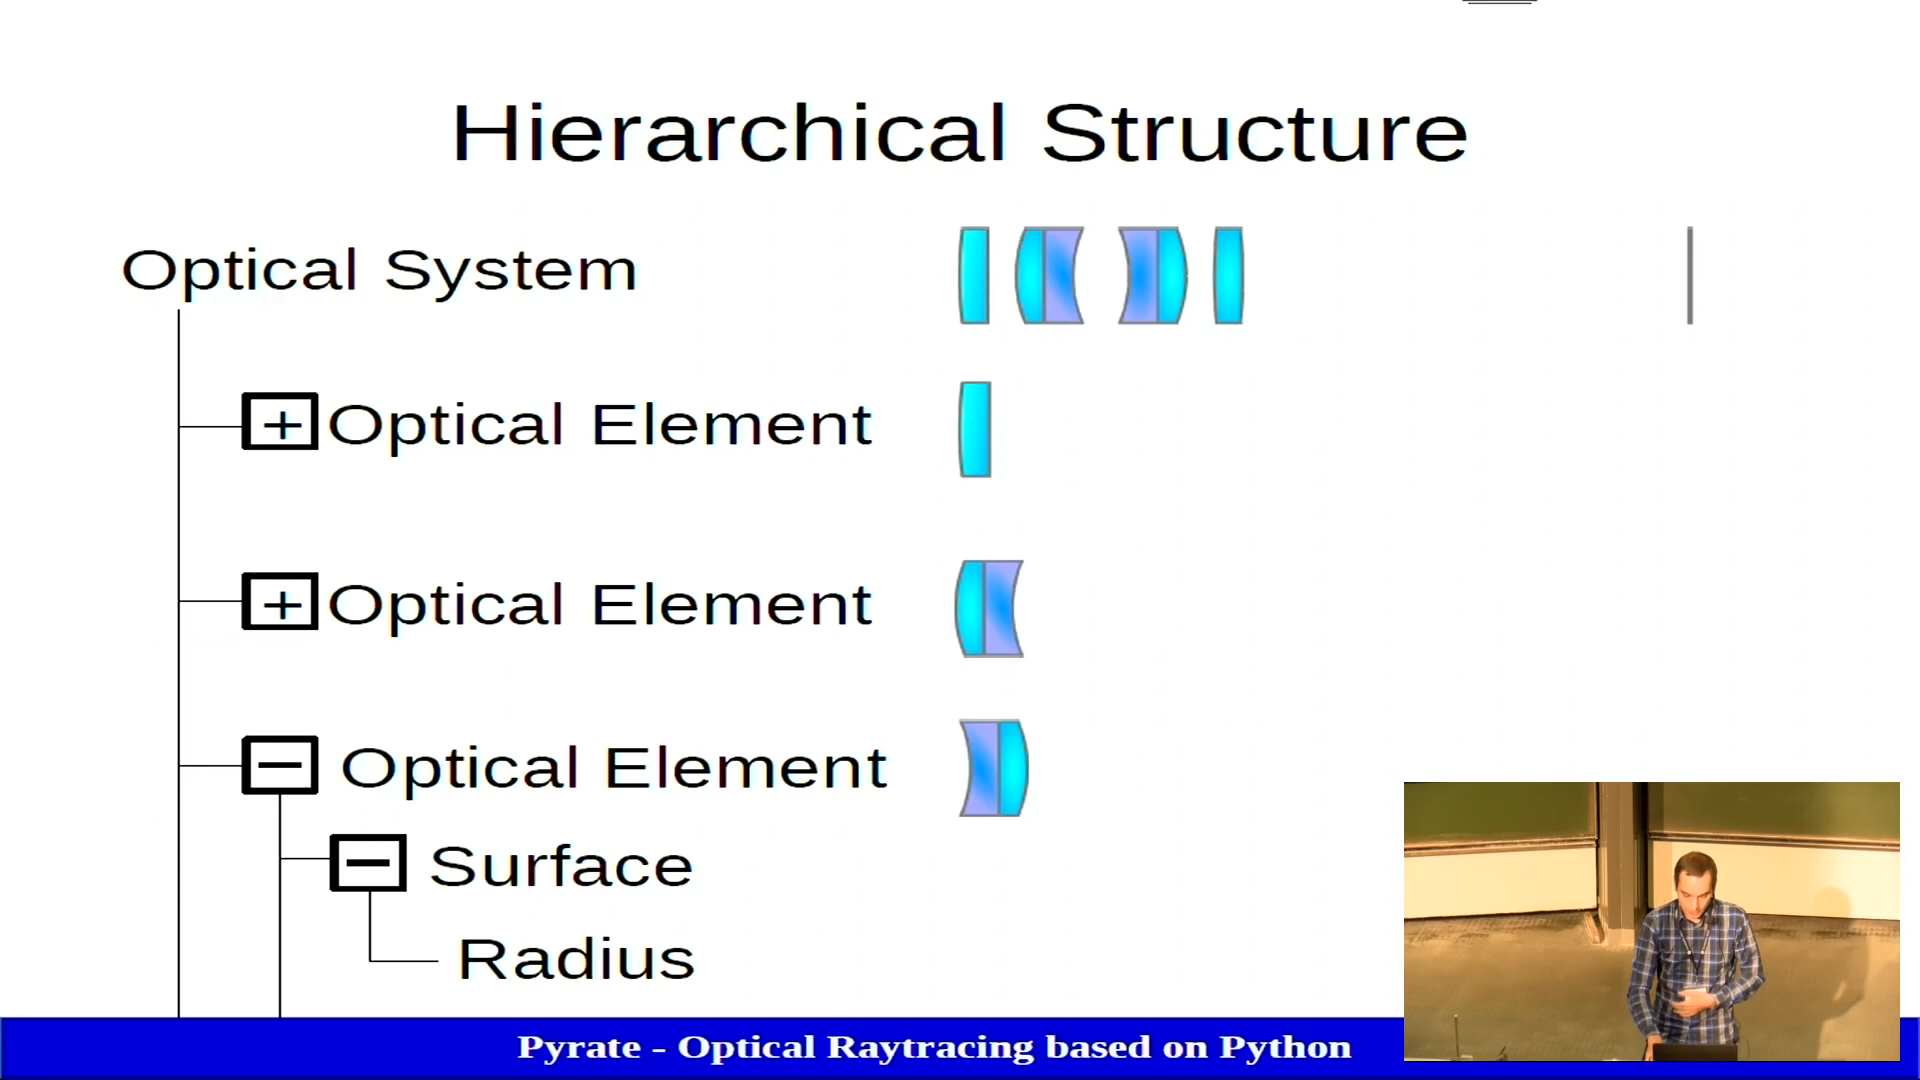 Hierarchical Structure
Optical System
+ Optical Element
+ Optical Element
− Optical Element
− Surface
Radius
Pyrate - Optical Raytracing based on Python